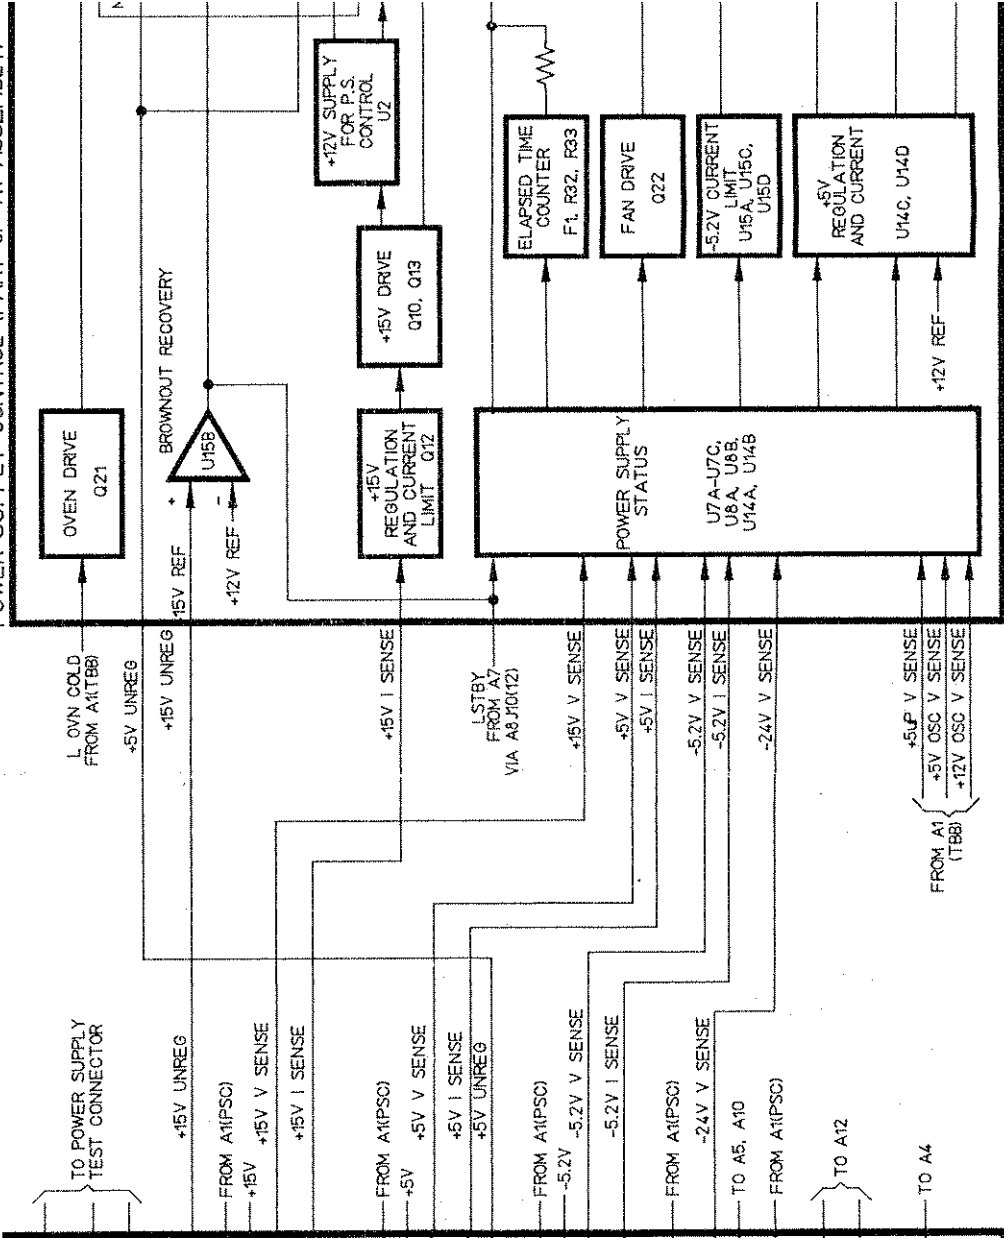 TO POWER SUPPLY
TEST CONNECTOR
+15V UNREG
FROM A1(PSC)
+15V
+15V V SENSE
+15V I SENSE
FROM A1(PSC)
+5V
+5V V SENSE
+5V I SENSE
+5V UNREG
FROM A1(PSC)
-5.2V
-5.2V V SENSE
-5.2V I SENSE
FROM A1(PSC)
-24V V SENSE
TO A5, A10
FROM A1(PSC)
TO A12
TO A4
L OVN COLD
FROM A1(TBB)
+5V UNREG
+15V UNREG
+15V I SENSE
LSTBY
FROM A7
VIA A8J10(12)
+15V V SENSE
+5V V SENSE
+5V I SENSE
-5.2V V SENSE
-5.2V I SENSE
-24V V SENSE
+5uP V SENSE
+5V OSC V SENSE
+12V OSC V SENSE
FROM A1
(TBB)
OVEN DRIVE
Q21
BROWNOUT RECOVERY
-15V REF
+12V REF
+
-
U15B
+15V
REGULATION
AND CURRENT
LIMIT Q12
+15V DRIVE
Q10, Q13
+12V SUPPLY
FOR P.S.
CONTROL
U2
POWER SUPPLY
STATUS
U7A-U7C,
U8A, U8B,
U14A, U14B
ELAPSED TIME
COUNTER
F1, R32, R33
FAN DRIVE
Q22
-5.2V CURRENT
LIMIT
U15A, U15C,
U15D
+5V
REGULATION
AND CURRENT
U14C, U14D
+12V REF